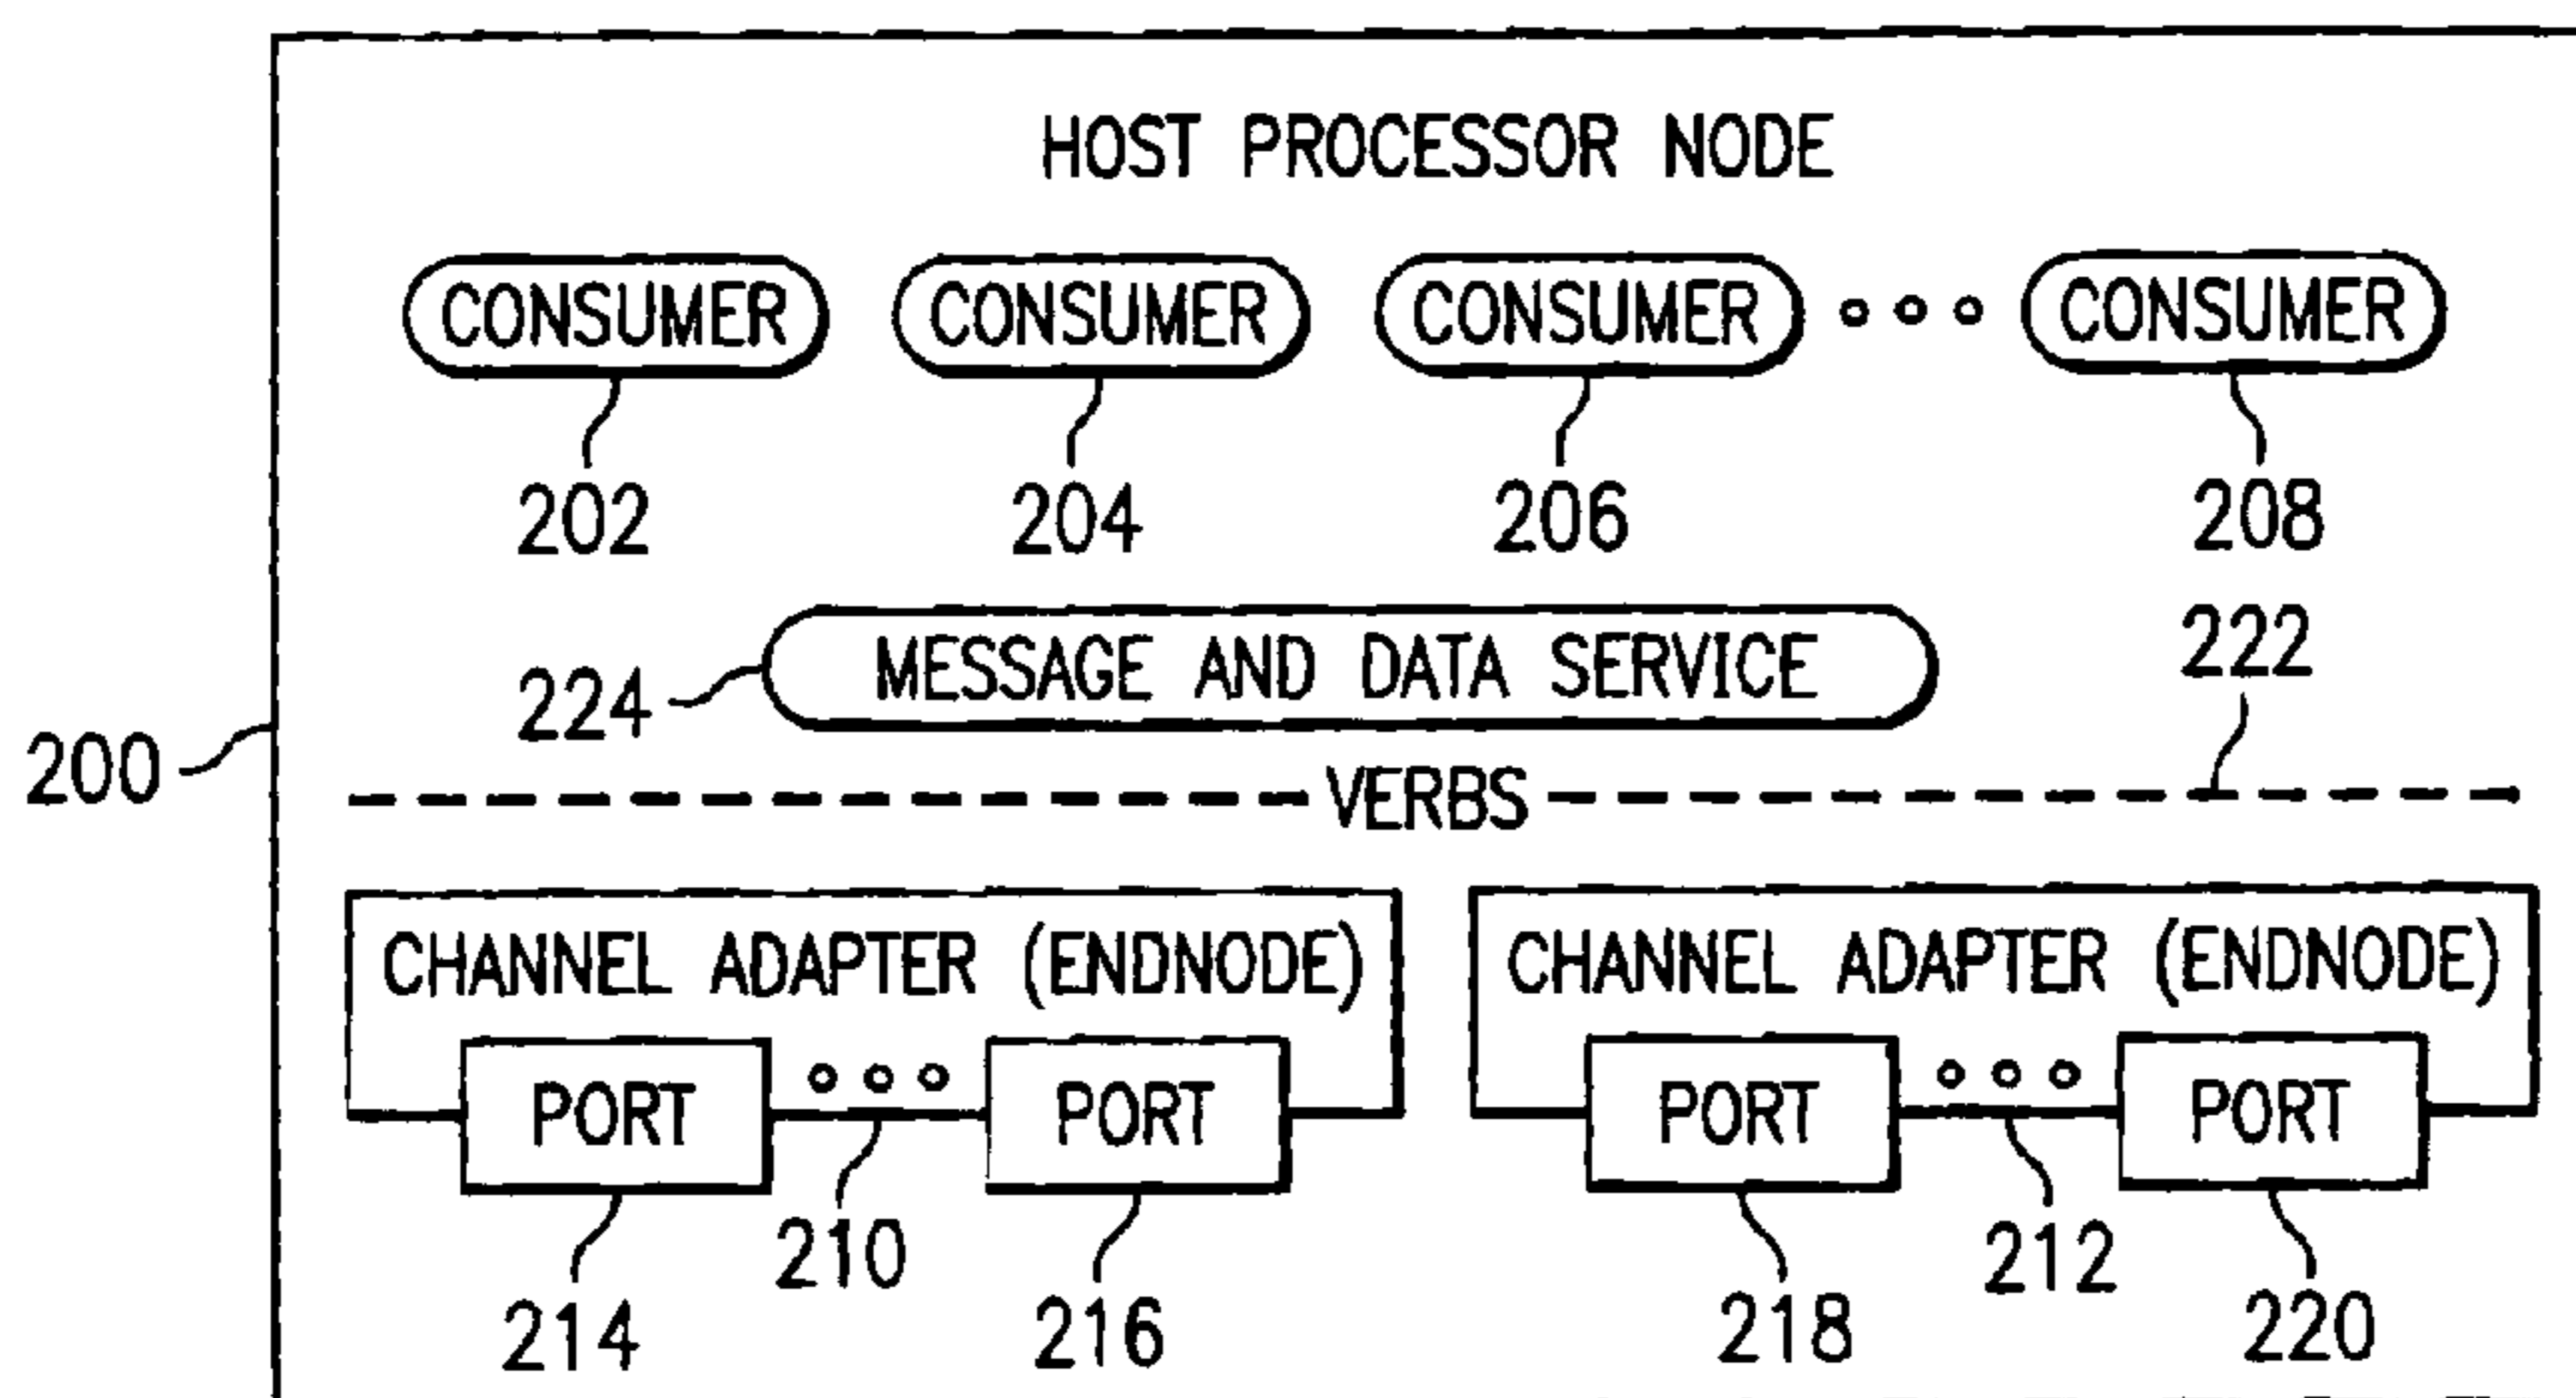 HOST PROCESSOR NODE
CONSUMER CONSUMER CONSUMER CONSUMER
202 204 206 208
222
MESSAGE AND DATA SERVICE
224
200
VERBS
CHANNEL ADAPTER (ENDNODE) CHANNEL ADAPTER (ENDNODE)
PORT PORT PORT PORT
210 212
214 216 218 220